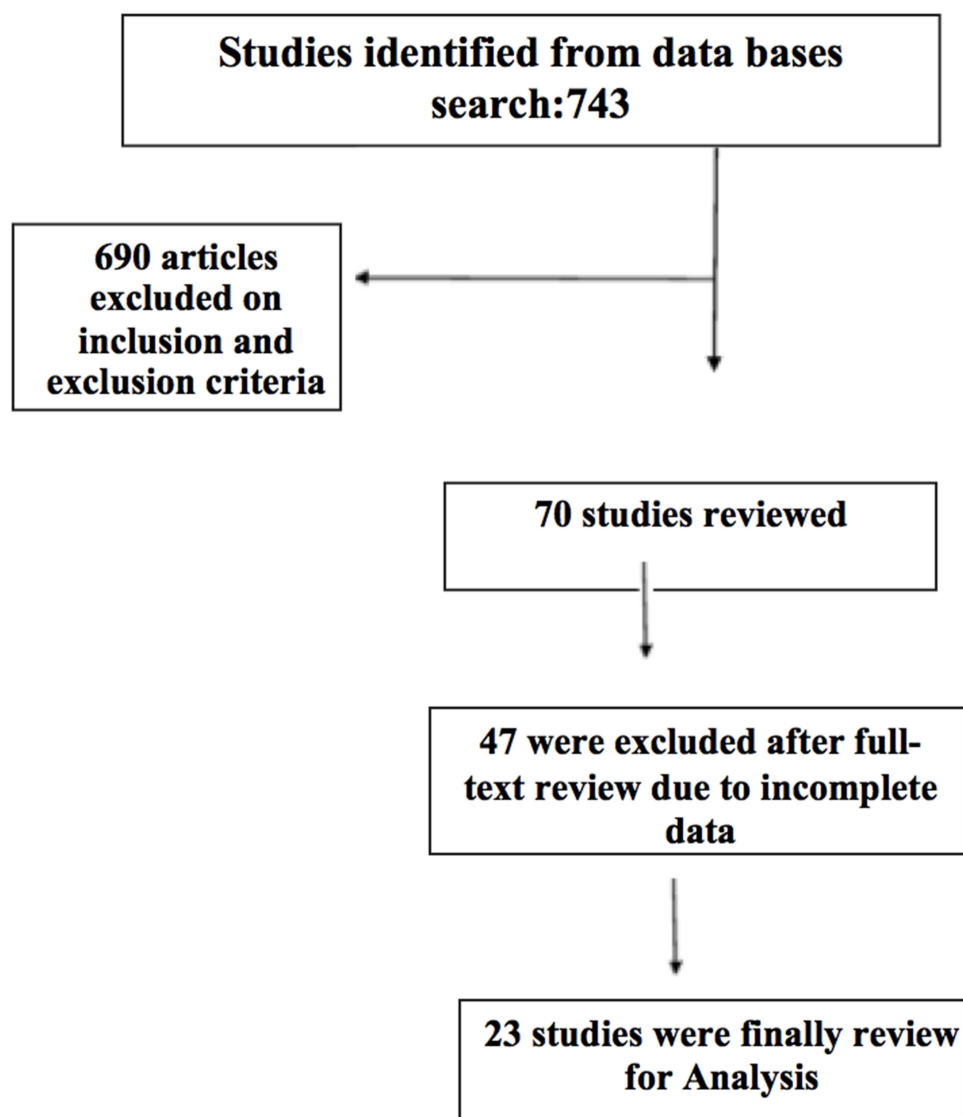 Studies identified from data bases
search:743
690 articles
excluded on
inclusion and
exclusion criteria
70 studies reviewed
47 were excluded after full-
text review due to incomplete
data
23 studies were finally review
for Analysis